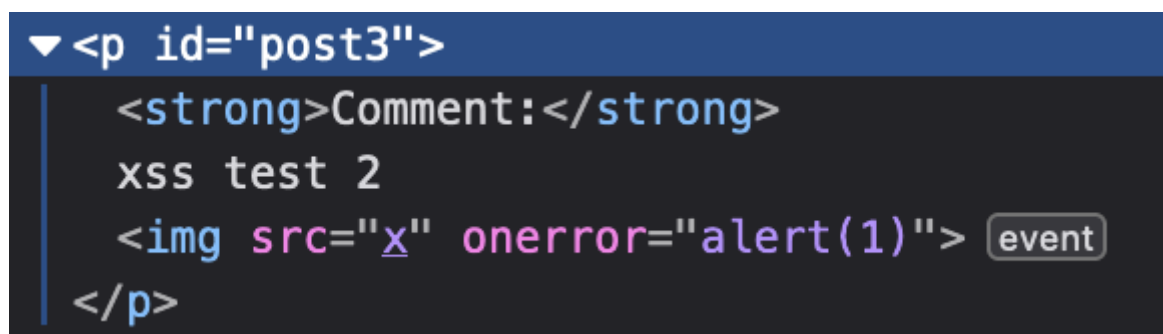 <p id="post3">
<strong>Comment:</strong>
xss test 2
<img src="x" onerror="alert(1)"> event
</p>